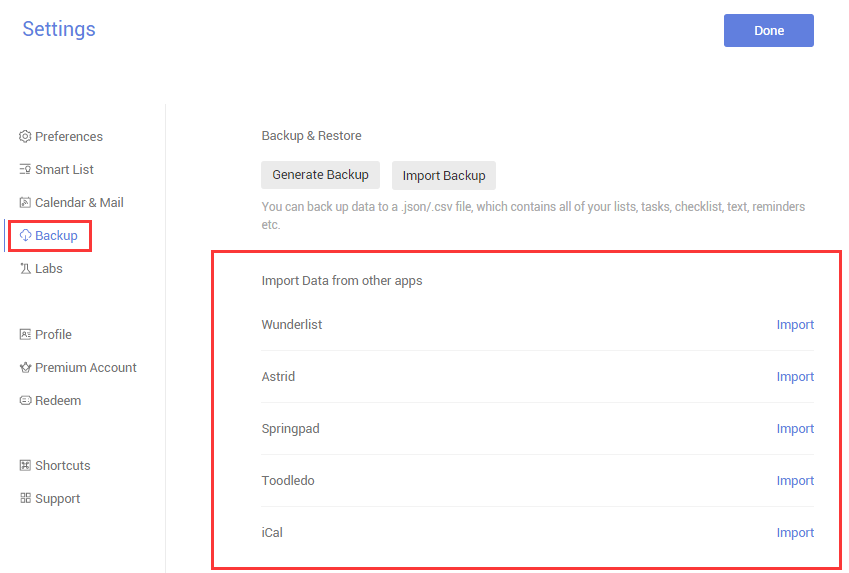 Settings
Done
Preferences
Smart List
Calendar & Mail
Backup
Labs
Profile
Premium Account
Redeem
Shortcuts
Support
Backup & Restore
Generate Backup
Import Backup
You can back up data to a .json/.csv file, which contains all of your lists, tasks, checklist, text, reminders
etc.
Import Data from other apps
Wunderlist Import
Astrid Import
Springpad Import
Toodledo Import
iCal Import